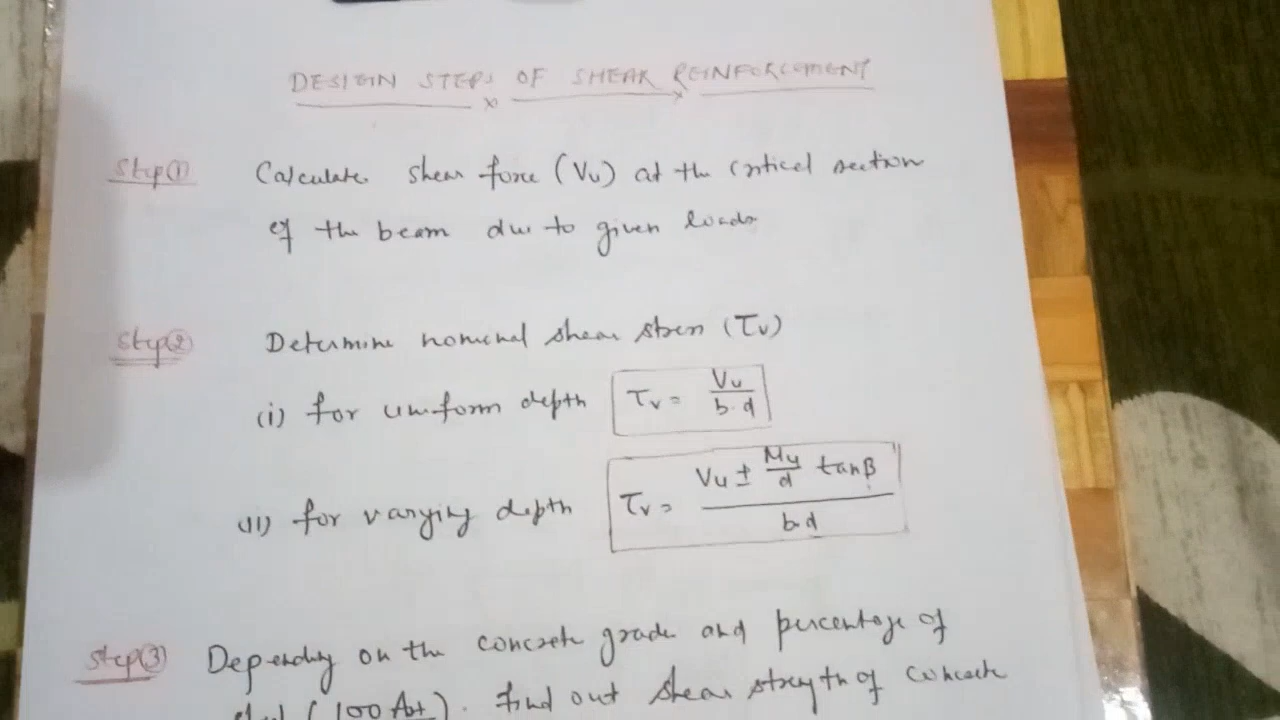 DESIGN STEPS OF SHEAR REINFORCEMENT
Step(1) Calculate shear force (Vu) at the critical section
of the beam due to given loads
Step(2) Determine nominal shear stress (τv)
(i) for uniform depth τv = Vu / b.d
(ii) for varying depth τv = (Vu ± Mu/d tanβ) / b.d
Step(3) Depending on the concrete grade and percentage of
(100 Ast). find out shear strength of concrete